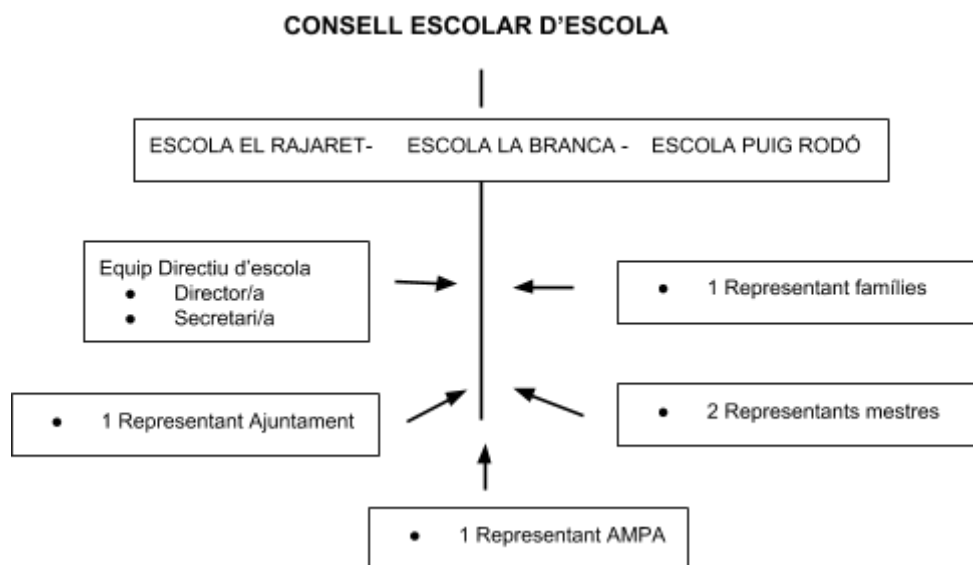 CONSELL ESCOLAR D'ESCOLA
ESCOLA EL RAJARET- ESCOLA LA BRANCA - ESCOLA PUIG RODÓ
Equip Directiu d'escola
● Director/a
● Secretari/a
● 1 Representant famílies
● 1 Representant Ajuntament
● 2 Representants mestres
● 1 Representant AMPA